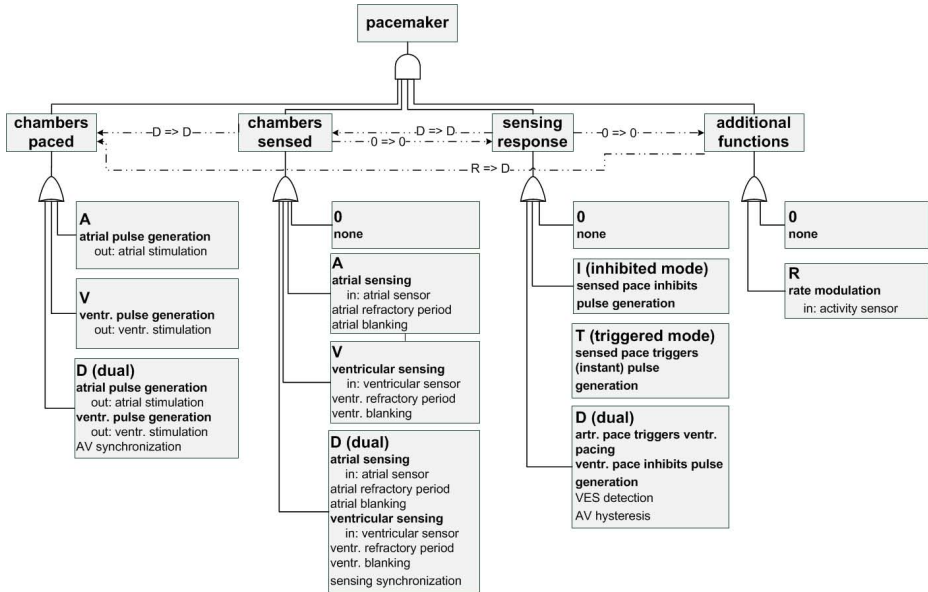 pacemaker
chambers
paced
chambers
sensed
sensing
response
additional
functions
D => D
D => D
0 => 0
0 => 0
R => D
A
atrial pulse generation
out: atrial stimulation
V
ventr. pulse generation
out: ventr. stimulation
D (dual)
atrial pulse generation
out: atrial stimulation
ventr. pulse generation
out: ventr. stimulation
AV synchronization
0
none
A
atrial sensing
in: atrial sensor
atrial refractory period
atrial blanking
V
ventricular sensing
in: ventricular sensor
ventr. refractory period
ventr. blanking
D (dual)
atrial sensing
in: atrial sensor
atrial refractory period
atrial blanking
ventricular sensing
in: ventricular sensor
ventr. refractory period
ventr. blanking
sensing synchronization
0
none
I (inhibited mode)
sensed pace inhibits
pulse generation
T (triggered mode)
sensed pace triggers
(instant) pulse
generation
D (dual)
artr. pace triggers ventr.
pacing
ventr. pace inhibits pulse
generation
VES detection
AV hysteresis
0
none
R
rate modulation
in: activity sensor